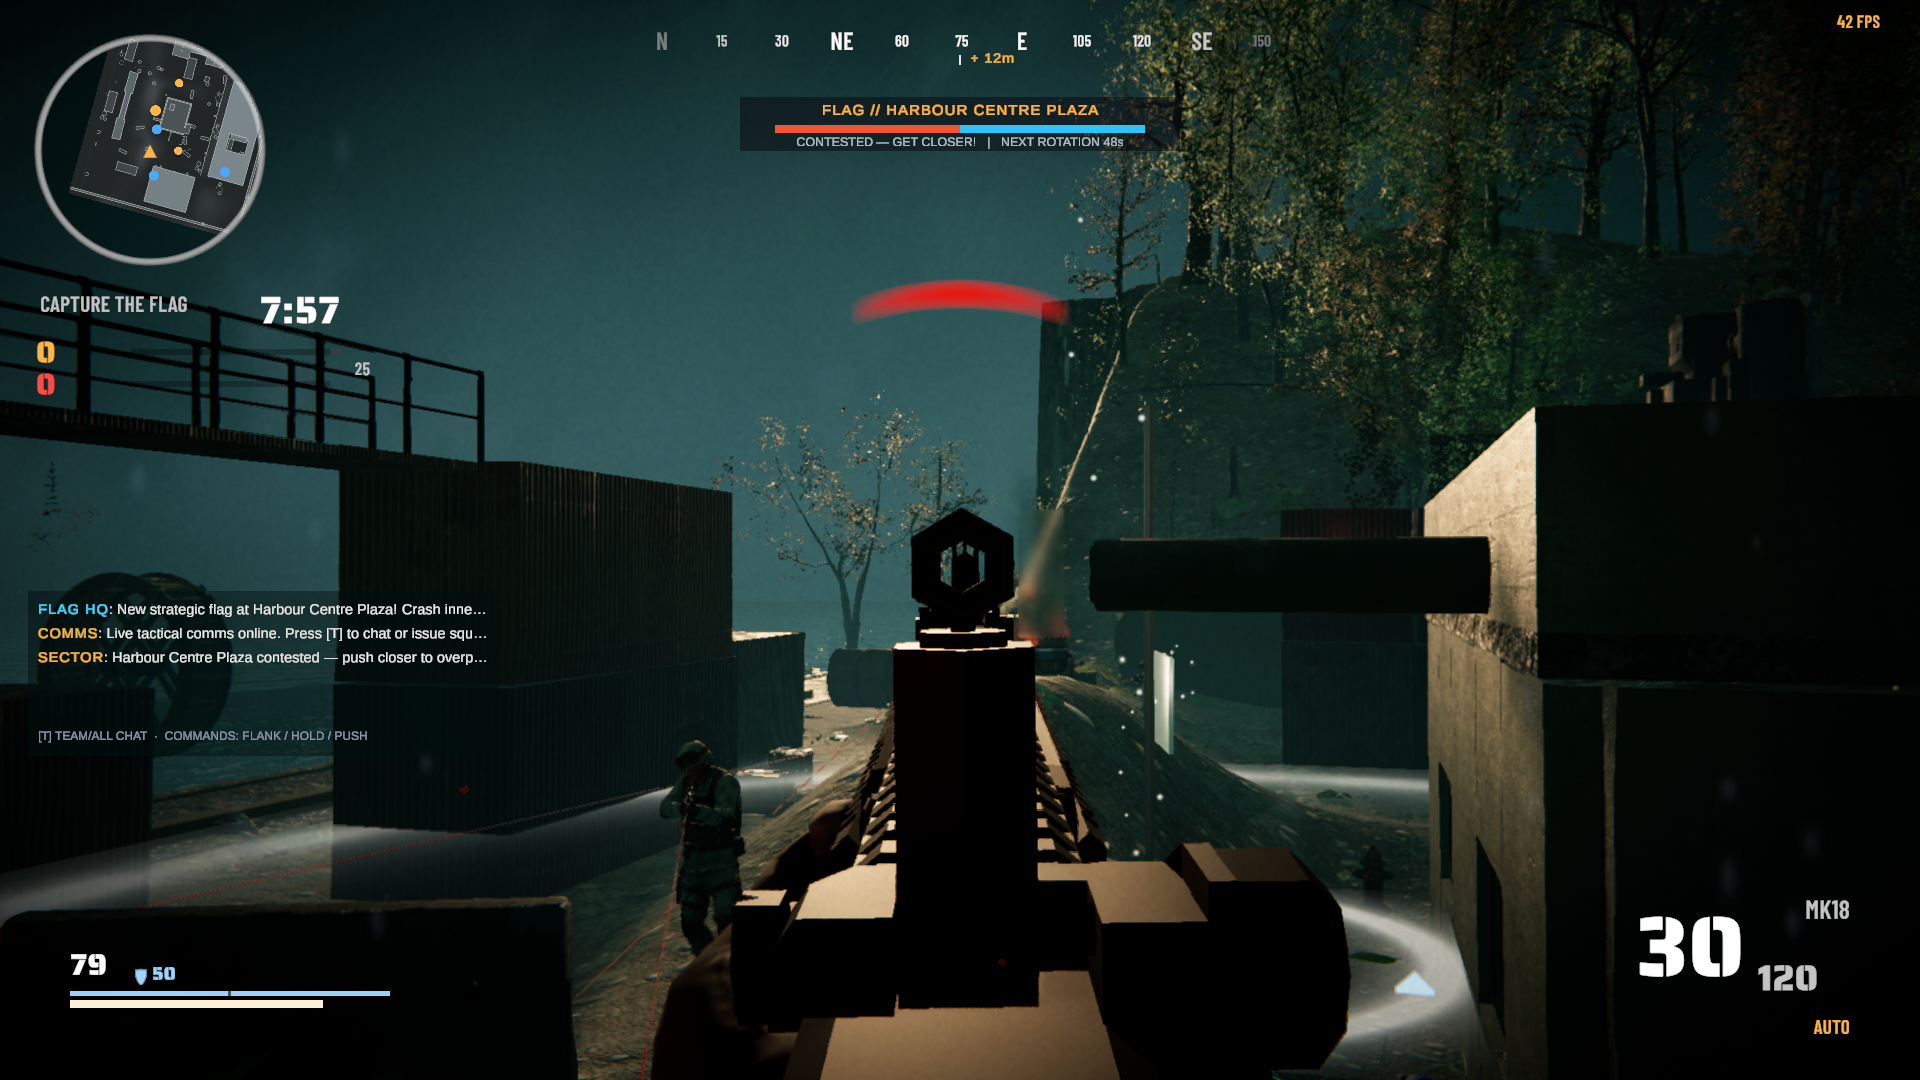 42 FPS
N 15 30 NE 60 75 E 105 120 SE 150
+ 12m
FLAG // HARBOUR CENTRE PLAZA
CONTESTED — GET CLOSER! | NEXT ROTATION 48s
CAPTURE THE FLAG 7:57
0
25
0
FLAG HQ: New strategic flag at Harbour Centre Plaza! Crash inne...
COMMS: Live tactical comms online. Press [T] to chat or issue squ...
SECTOR: Harbour Centre Plaza contested — push closer to overp...
[T] TEAM/ALL CHAT · COMMANDS: FLANK / HOLD / PUSH
79 50
MK18
30 120
AUTO